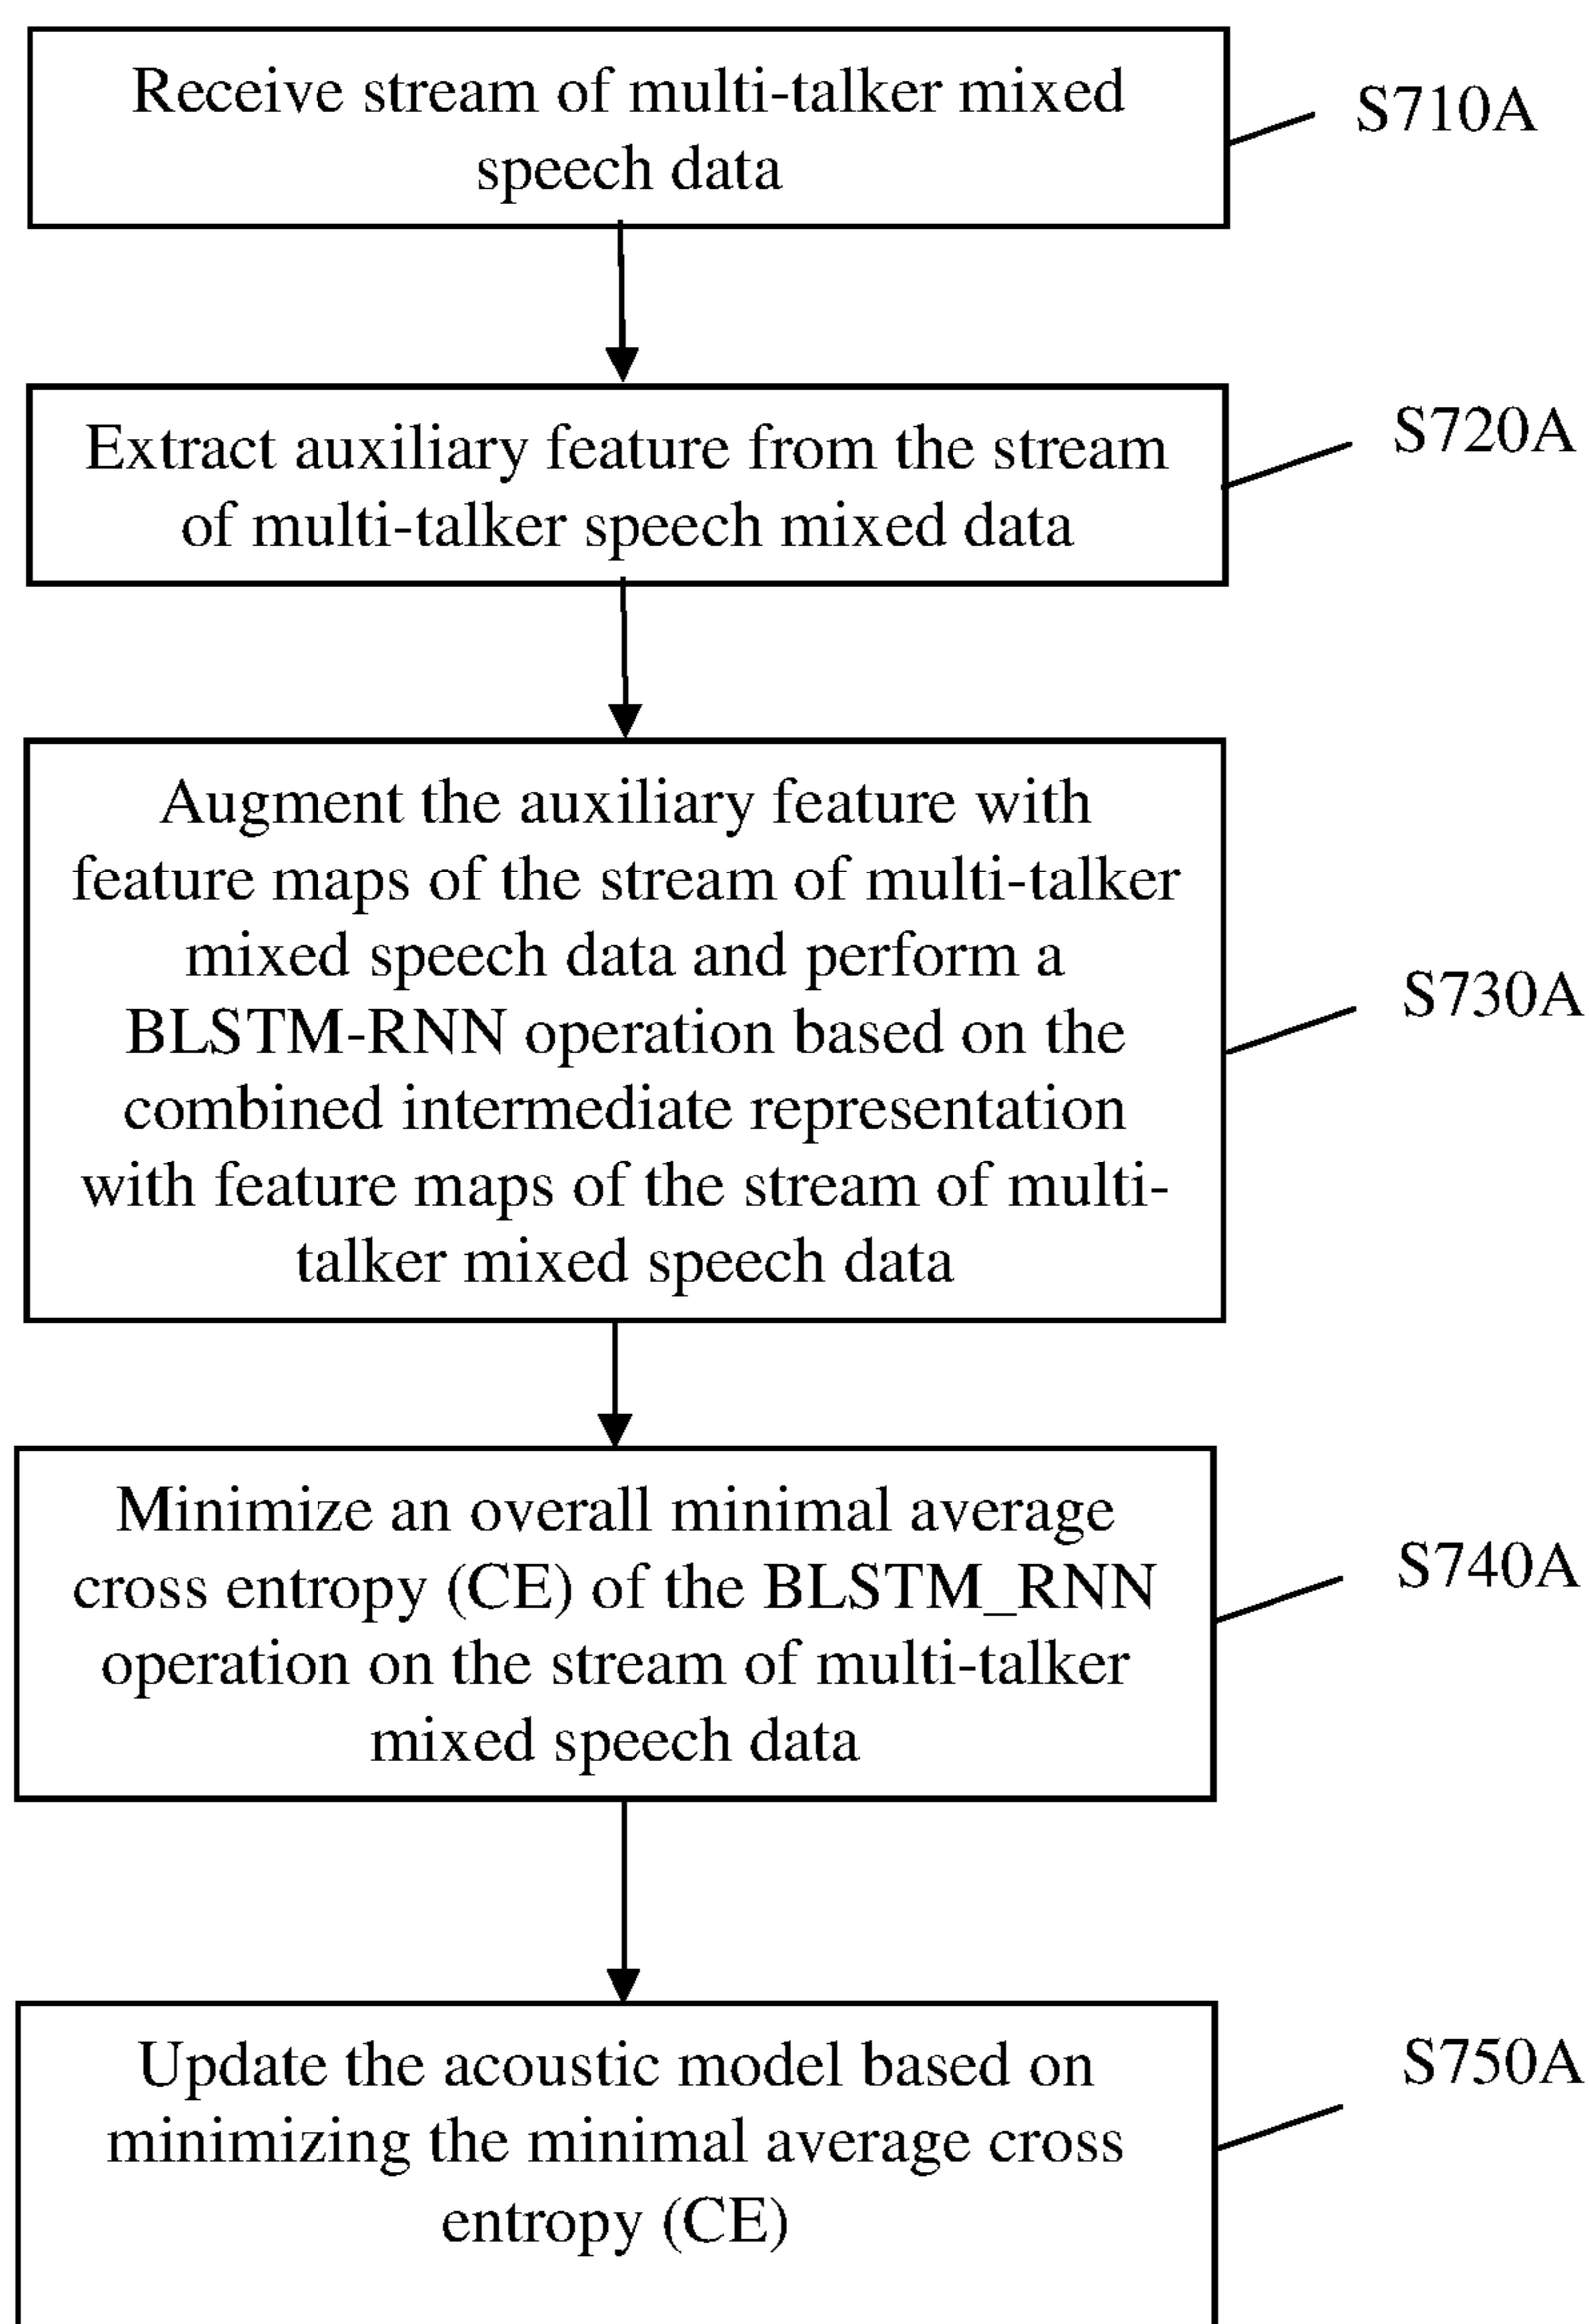 Receive stream of multi-talker mixed
speech data
S710A
Extract auxiliary feature from the stream
of multi-talker speech mixed data
S720A
Augment the auxiliary feature with
feature maps of the stream of multi-talker
mixed speech data and perform a
BLSTM-RNN operation based on the
combined intermediate representation
with feature maps of the stream of multi-
talker mixed speech data
S730A
Minimize an overall minimal average
cross entropy (CE) of the BLSTM_RNN
operation on the stream of multi-talker
mixed speech data
S740A
Update the acoustic model based on
minimizing the minimal average cross
entropy (CE)
S750A